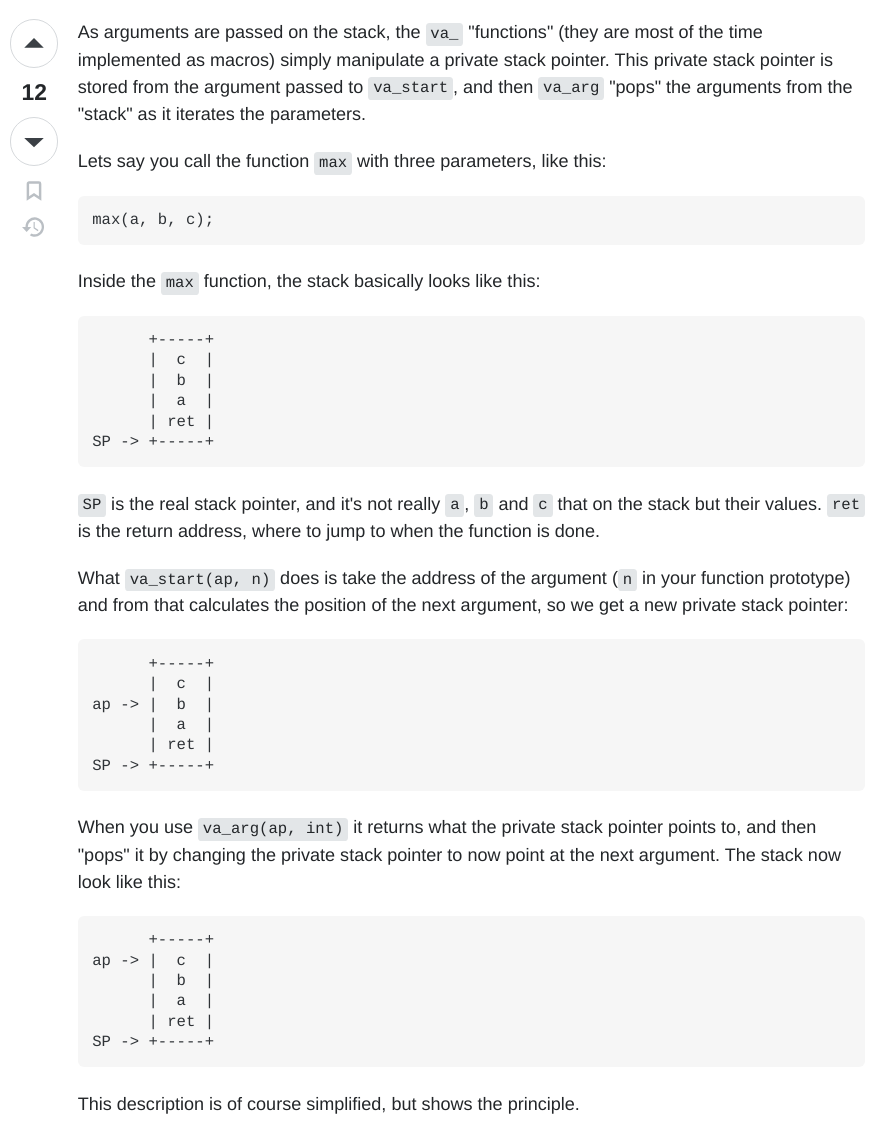 As arguments are passed on the stack, the va_ "functions" (they are most of the time
implemented as macros) simply manipulate a private stack pointer. This private stack pointer is
12
stored from the argument passed to va_start, and then va_arg "pops" the arguments from the
"stack" as it iterates the parameters.
Lets say you call the function max with three parameters, like this:
max(a, b, c);
Inside the max function, the stack basically looks like this:
      +-----+
      |  c  |
      |  b  |
      |  a  |
      | ret |
SP -> +-----+
SP is the real stack pointer, and it's not really a, b and c that on the stack but their values. ret
is the return address, where to jump to when the function is done.
What va_start(ap, n) does is take the address of the argument (n in your function prototype)
and from that calculates the position of the next argument, so we get a new private stack pointer:
      +-----+
      |  c  |
ap -> |  b  |
      |  a  |
      | ret |
SP -> +-----+
When you use va_arg(ap, int) it returns what the private stack pointer points to, and then
"pops" it by changing the private stack pointer to now point at the next argument. The stack now
look like this:
      +-----+
ap -> |  c  |
      |  b  |
      |  a  |
      | ret |
SP -> +-----+
This description is of course simplified, but shows the principle.